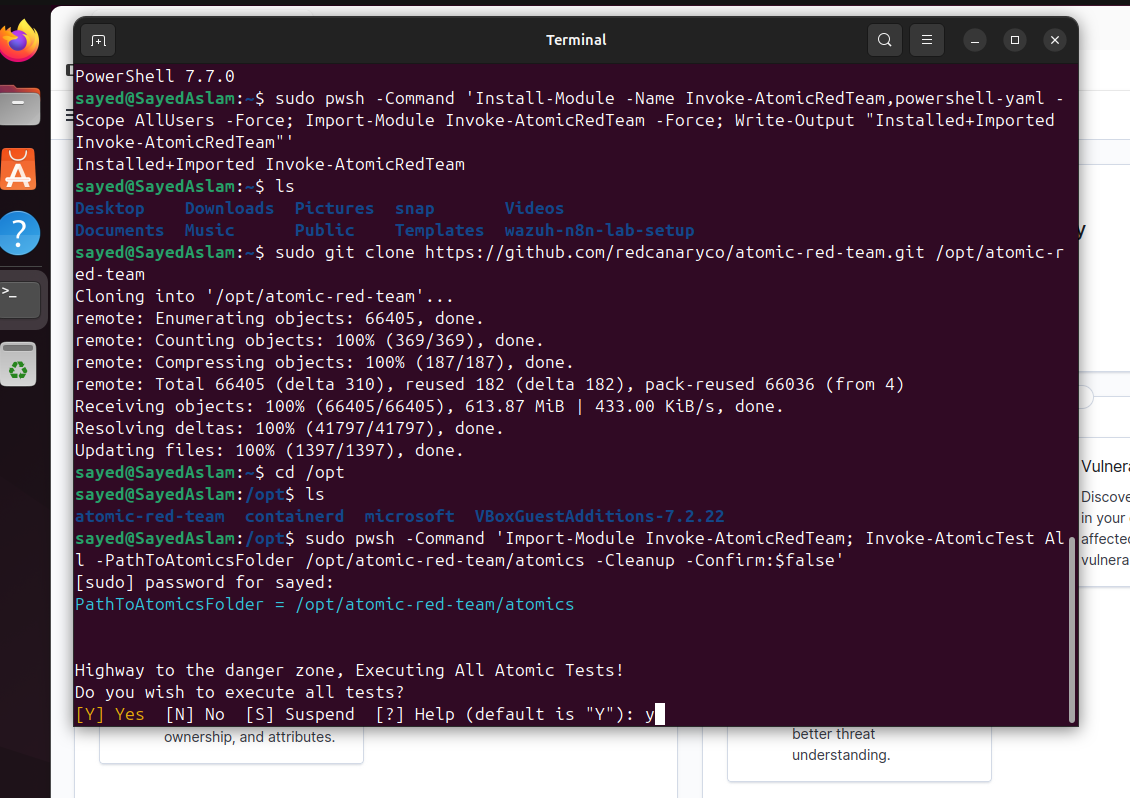 Terminal
PowerShell 7.7.0
sayed@SayedAslam:~$ sudo pwsh -Command 'Install-Module -Name Invoke-AtomicRedTeam,powershell-yaml -
Scope AllUsers -Force; Import-Module Invoke-AtomicRedTeam -Force; Write-Output "Installed+Imported
Invoke-AtomicRedTeam"'
Installed+Imported Invoke-AtomicRedTeam
sayed@SayedAslam:~$ ls
Desktop    Downloads  Pictures  snap       Videos
Documents  Music      Public    Templates  wazuh-n8n-lab-setup
sayed@SayedAslam:~$ sudo git clone https://github.com/redcanaryco/atomic-red-team.git /opt/atomic-r
ed-team
Cloning into '/opt/atomic-red-team'...
remote: Enumerating objects: 66405, done.
remote: Counting objects: 100% (369/369), done.
remote: Compressing objects: 100% (187/187), done.
remote: Total 66405 (delta 310), reused 182 (delta 182), pack-reused 66036 (from 4)
Receiving objects: 100% (66405/66405), 613.87 MiB | 433.00 KiB/s, done.
Resolving deltas: 100% (41797/41797), done.
Updating files: 100% (1397/1397), done.
sayed@SayedAslam:~$ cd /opt
sayed@SayedAslam:/opt$ ls
atomic-red-team  containerd  microsoft  VBoxGuestAdditions-7.2.22
sayed@SayedAslam:/opt$ sudo pwsh -Command 'Import-Module Invoke-AtomicRedTeam; Invoke-AtomicTest Al
l -PathToAtomicsFolder /opt/atomic-red-team/atomics -Cleanup -Confirm:$false'
[sudo] password for sayed:
PathToAtomicsFolder = /opt/atomic-red-team/atomics
Highway to the danger zone, Executing All Atomic Tests!
Do you wish to execute all tests?
[Y] Yes  [N] No  [S] Suspend  [?] Help (default is "Y"): y
y
Vulnera
Discove
in your
affected
vulnera
ownership, and attributes.
better threat
understanding.